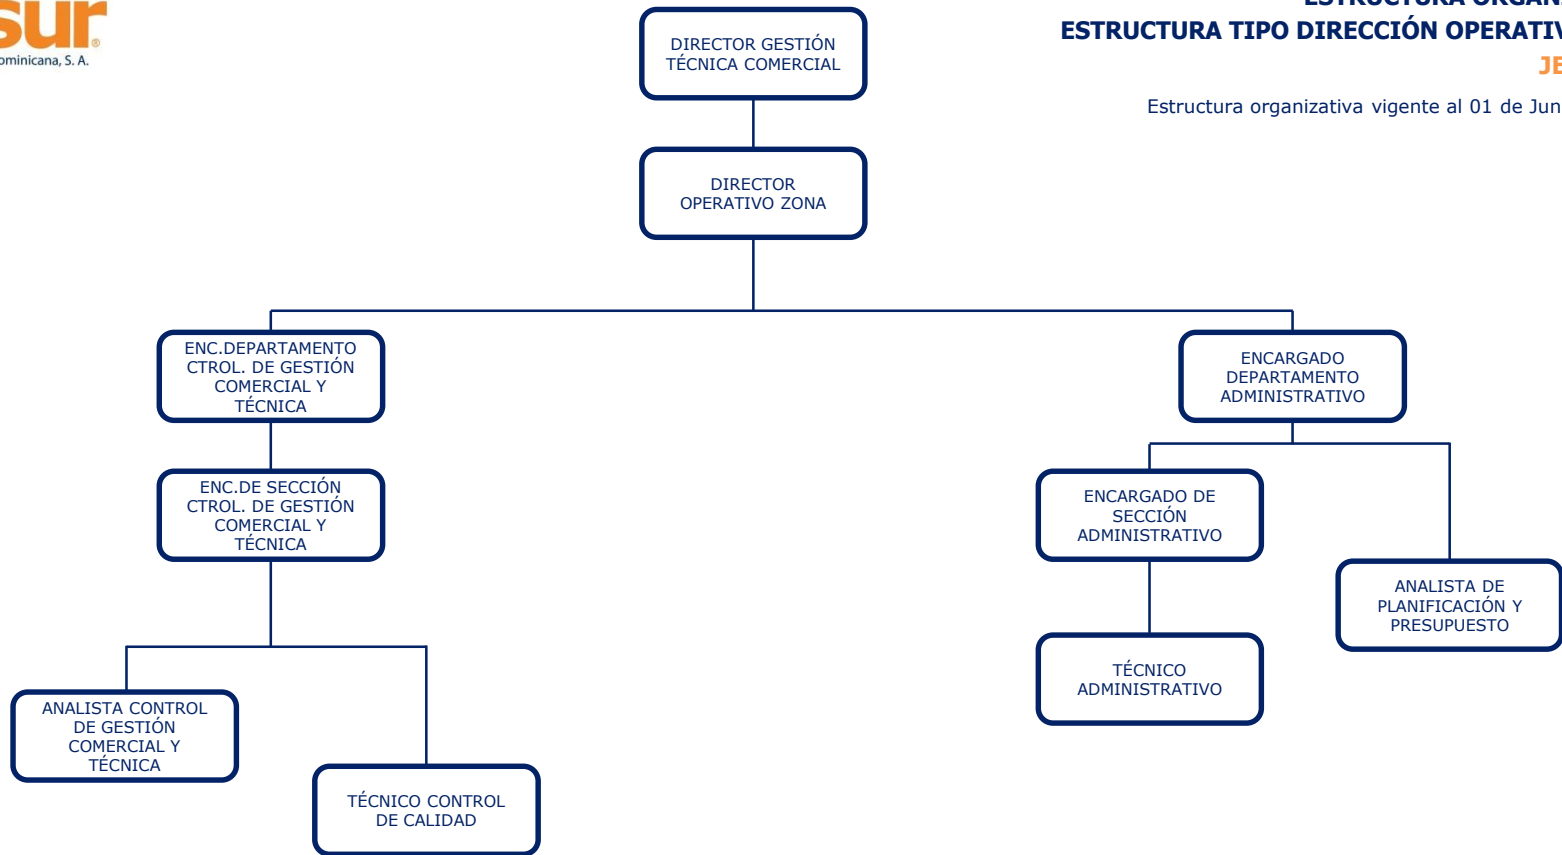 sur
ominicana, S. A.
ESTRUCTURA TIPO DIRECCIÓN OPERATIV
Estructura organizativa vigente al 01 de Jun
DIRECTOR GESTIÓN
TÉCNICA COMERCIAL
DIRECTOR
OPERATIVO ZONA
ENC.DEPARTAMENTO
CTROL. DE GESTIÓN
COMERCIAL Y
TÉCNICA
ENCARGADO
DEPARTAMENTO
ADMINISTRATIVO
ENC.DE SECCIÓN
CTROL. DE GESTIÓN
COMERCIAL Y
TÉCNICA
ENCARGADO DE
SECCIÓN
ADMINISTRATIVO
ANALISTA DE
PLANIFICACIÓN Y
PRESUPUESTO
TÉCNICO
ADMINISTRATIVO
ANALISTA CONTROL
DE GESTIÓN
COMERCIAL Y
TÉCNICA
TÉCNICO CONTROL
DE CALIDAD